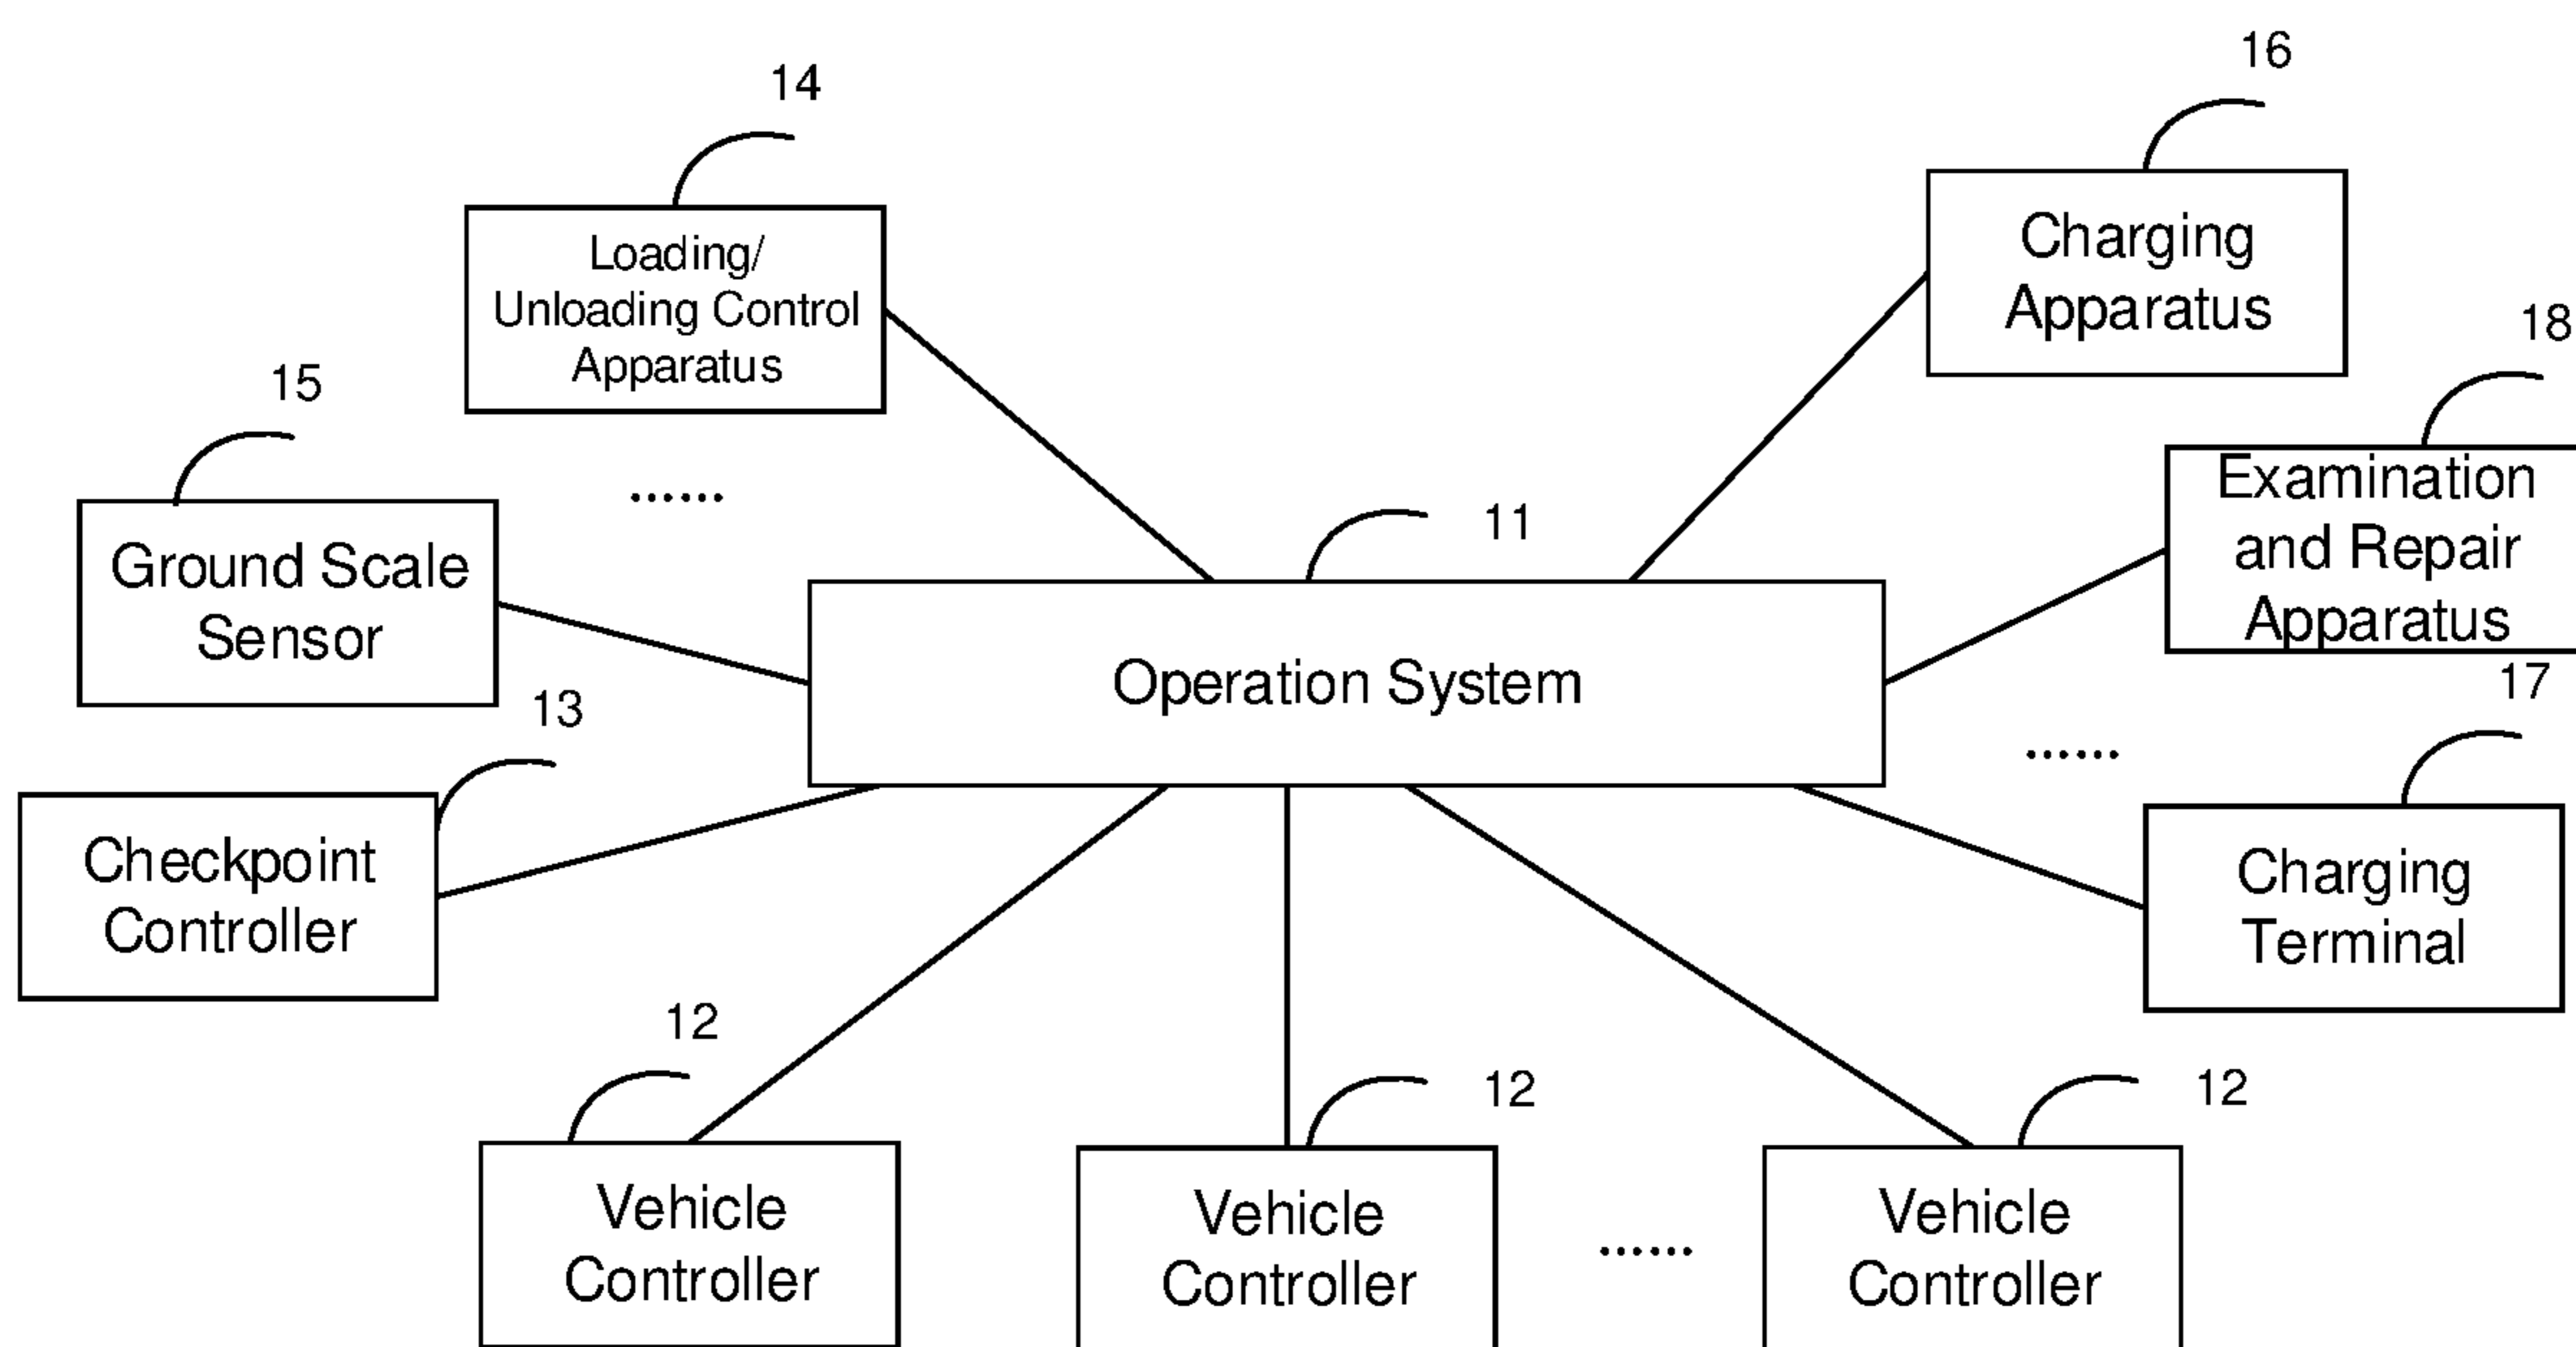 16
14
Charging
Apparatus
Loading/
Unloading Control
Apparatus
18
15
Examination
and Repair
Apparatus
......
11
Ground Scale
Sensor
Operation System
17
13
......
Charging
Terminal
Checkpoint
Controller
12
12
12
Vehicle
Controller
Vehicle
Controller
......
Vehicle
Controller